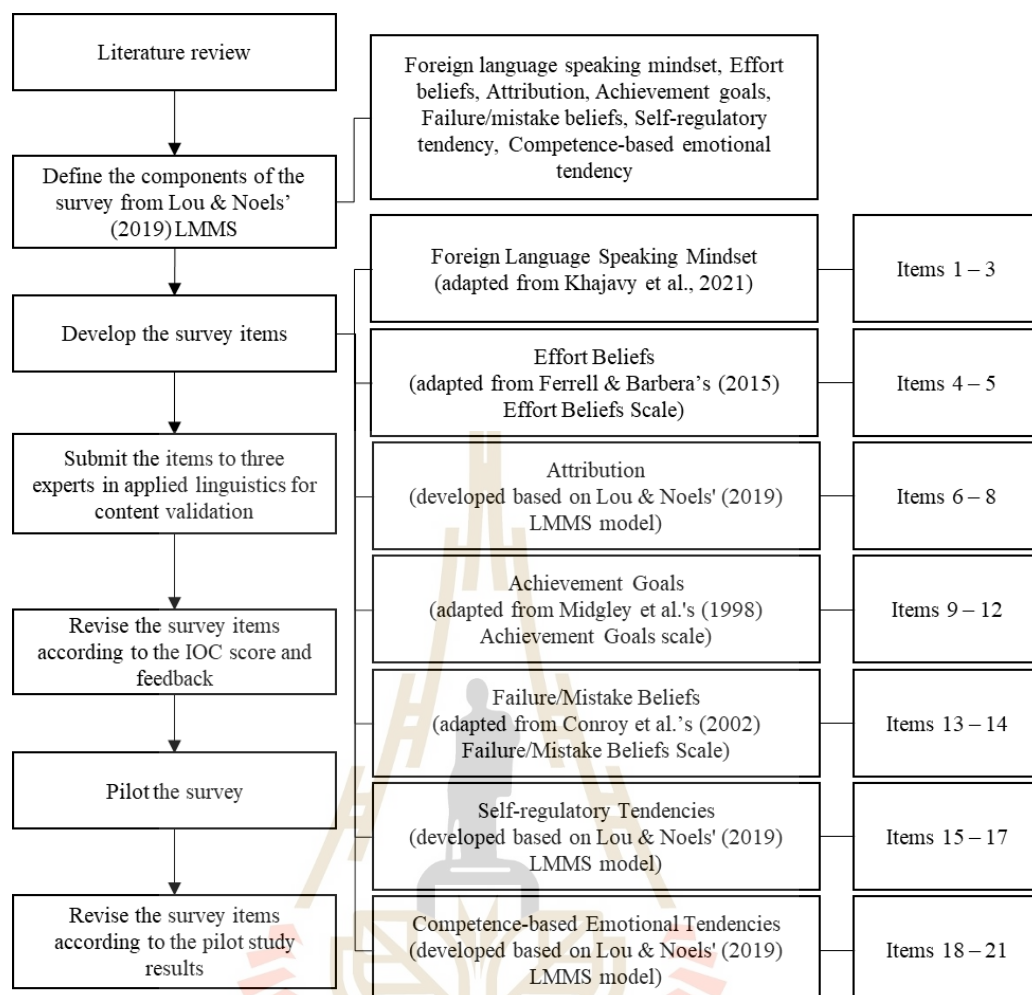 Literature review
Foreign language speaking mindset, Effort
beliefs, Attribution, Achievement goals,
Failure/mistake beliefs, Self-regulatory
tendency, Competence-based emotional
tendency
Define the components of the
survey from Lou & Noels’
(2019) LMMS
Develop the survey items
Foreign Language Speaking Mindset
(adapted from Khajavy et al., 2021)
Items 1 – 3
Effort Beliefs
(adapted from Ferrell & Barbera’s (2015)
Effort Beliefs Scale)
Items 4 – 5
Submit the items to three
experts in applied linguistics for
content validation
Attribution
(developed based on Lou & Noels' (2019)
LMMS model)
Items 6 – 8
Achievement Goals
(adapted from Midgley et al.'s (1998)
Achievement Goals scale)
Items 9 – 12
Revise the survey items
according to the IOC score and
feedback
Failure/Mistake Beliefs
(adapted from Conroy et al.’s (2002)
Failure/Mistake Beliefs Scale)
Items 13 – 14
Pilot the survey
Self-regulatory Tendencies
(developed based on Lou & Noels' (2019)
LMMS model)
Items 15 – 17
Revise the survey items
according to the pilot study
results
Competence-based Emotional Tendencies
(developed based on Lou & Noels' (2019)
LMMS model)
Items 18 – 21